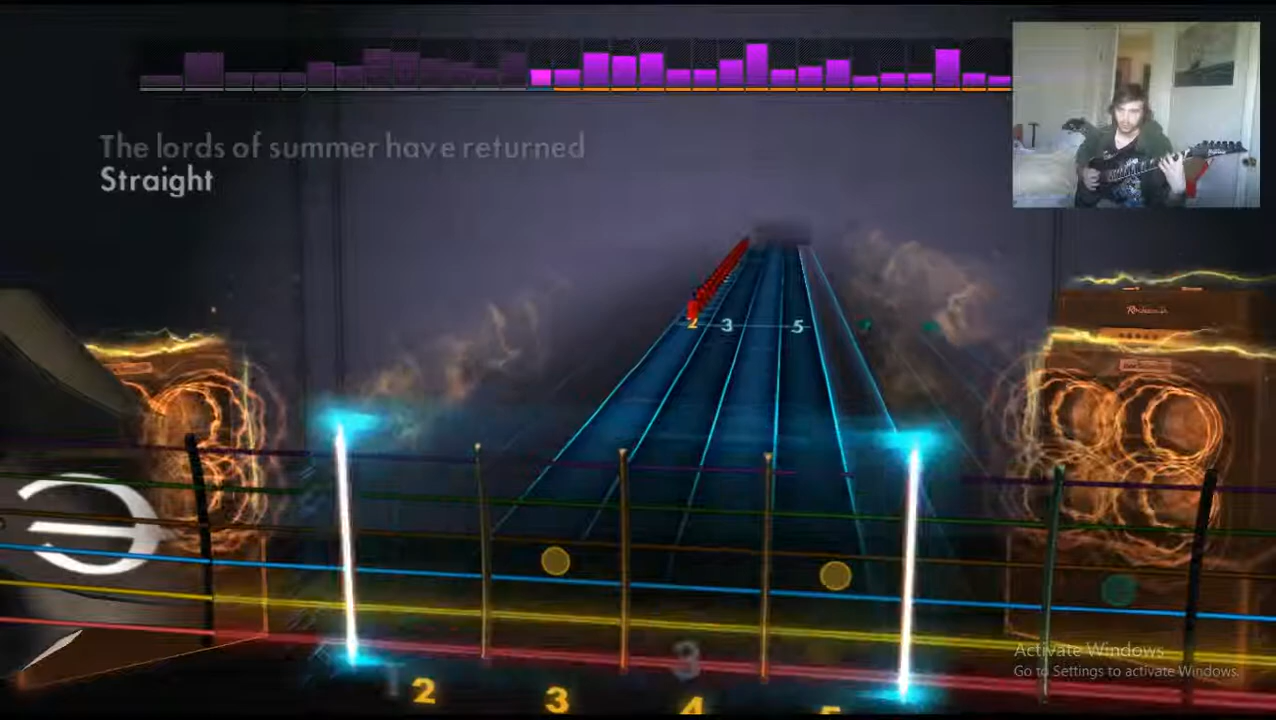 The lords of summer have returned
Straight
2 3 5
3
2 3 4 5
Activate Windows
Go to Settings to activate Windows.